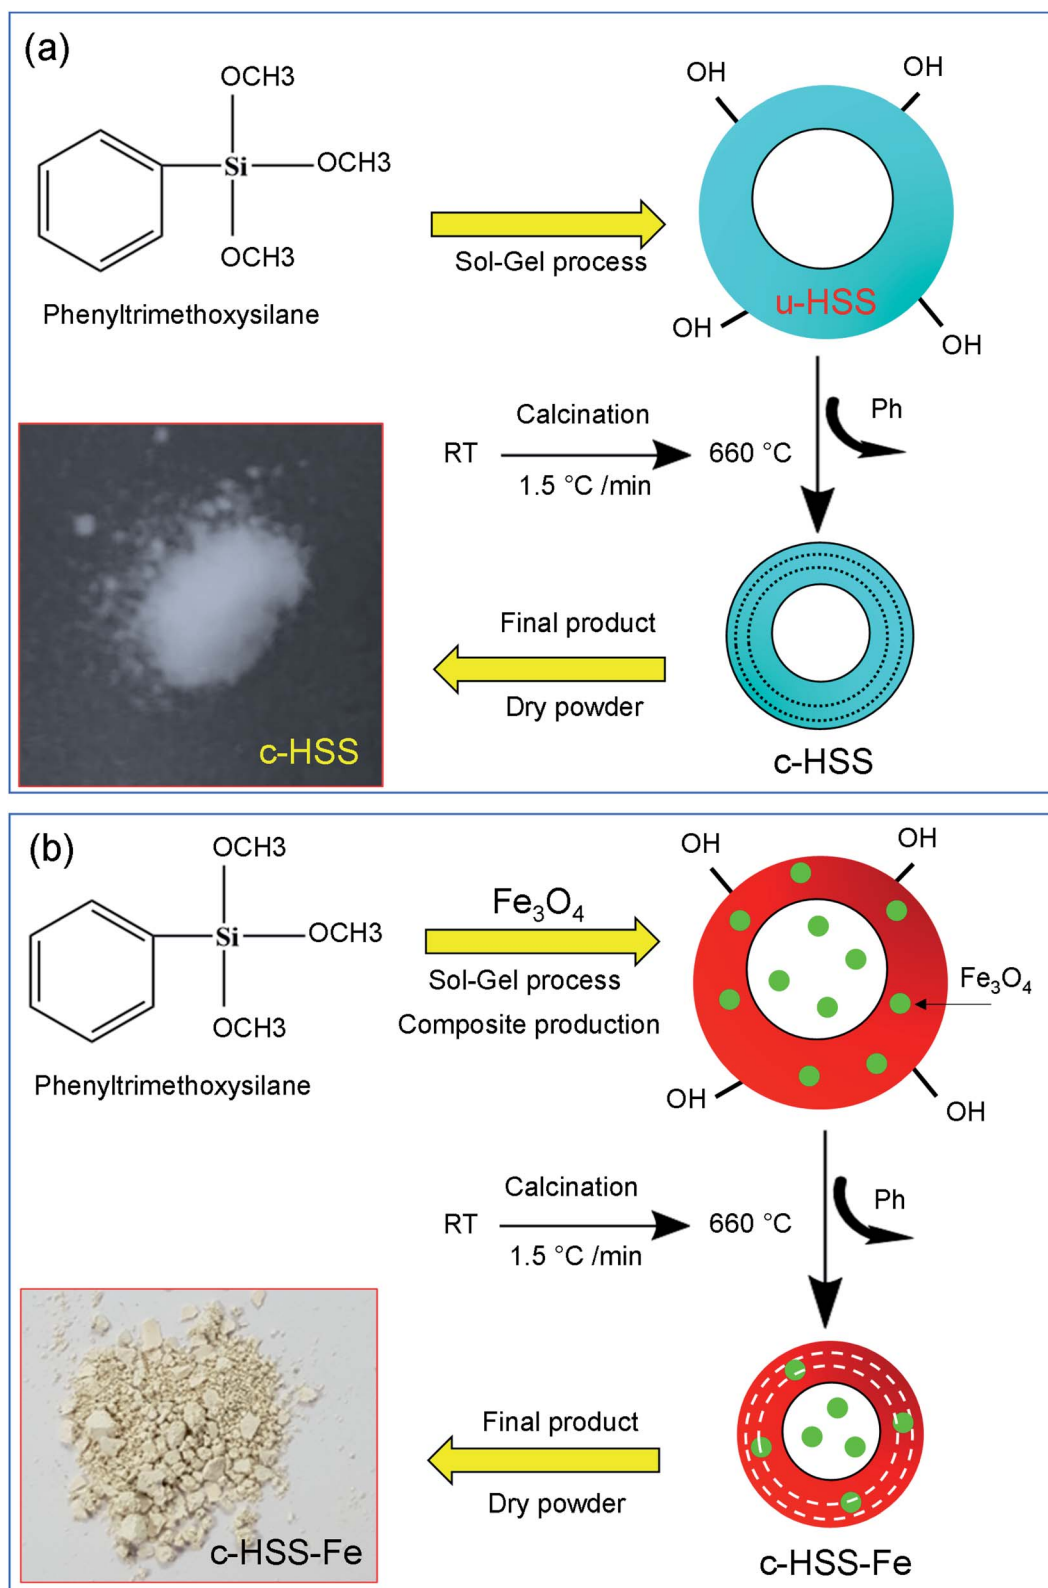 (a)
OCH3
Si
OCH3
OCH3
Phenyltrimethoxysilane
Sol-Gel process
OH
OH
u-HSS
OH
OH
Calcination
RT
660 °C
1.5 °C /min
Ph
Final product
Dry powder
c-HSS
c-HSS
(b)
OCH3
Si
OCH3
OCH3
Phenyltrimethoxysilane
Fe₃O₄
Sol-Gel process
Composite production
OH
OH
Fe₃O₄
OH
OH
Calcination
RT
660 °C
1.5 °C /min
Ph
Final product
Dry powder
c-HSS-Fe
c-HSS-Fe